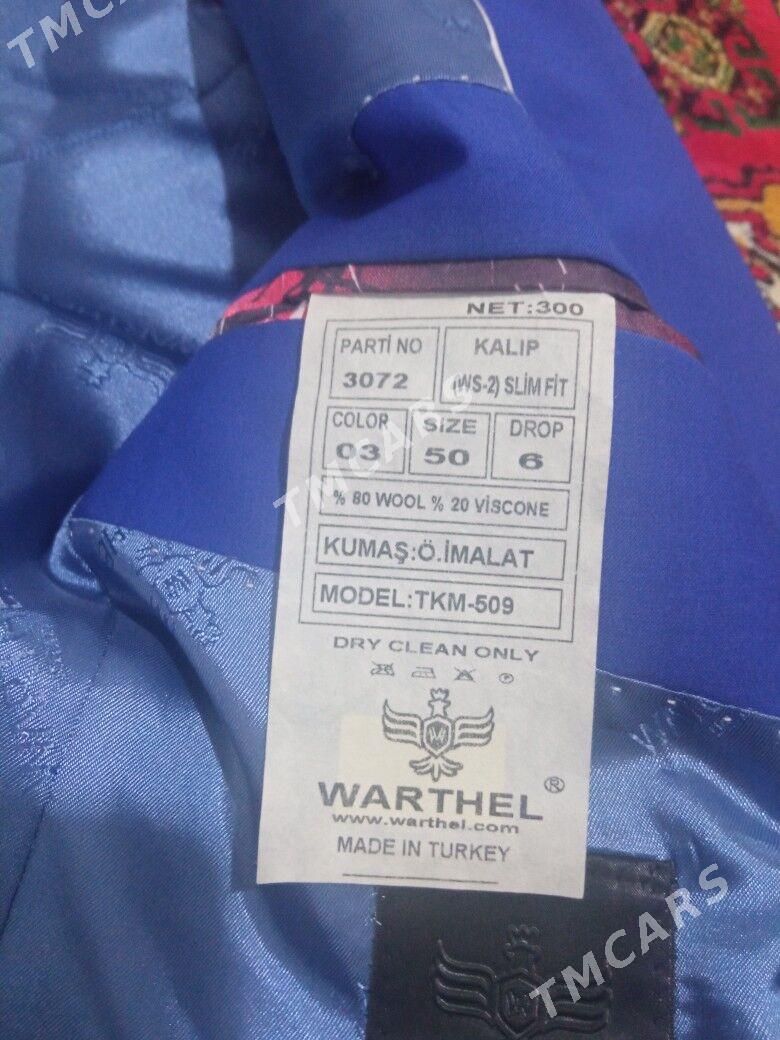 TMCARS
NET:300
PARTİ NO
3072
KALIP
(WS-2) SLİM FİT
COLOR
03
SIZE
50
DROP
6
% 80 WOOL % 20 VİSCONE
KUMAŞ:Ö.İMALAT
MODEL:TKM-509
TMCARS
DRY CLEAN ONLY
WARTHEL®
www.warthel.com
MADE IN TURKEY
TMCARS